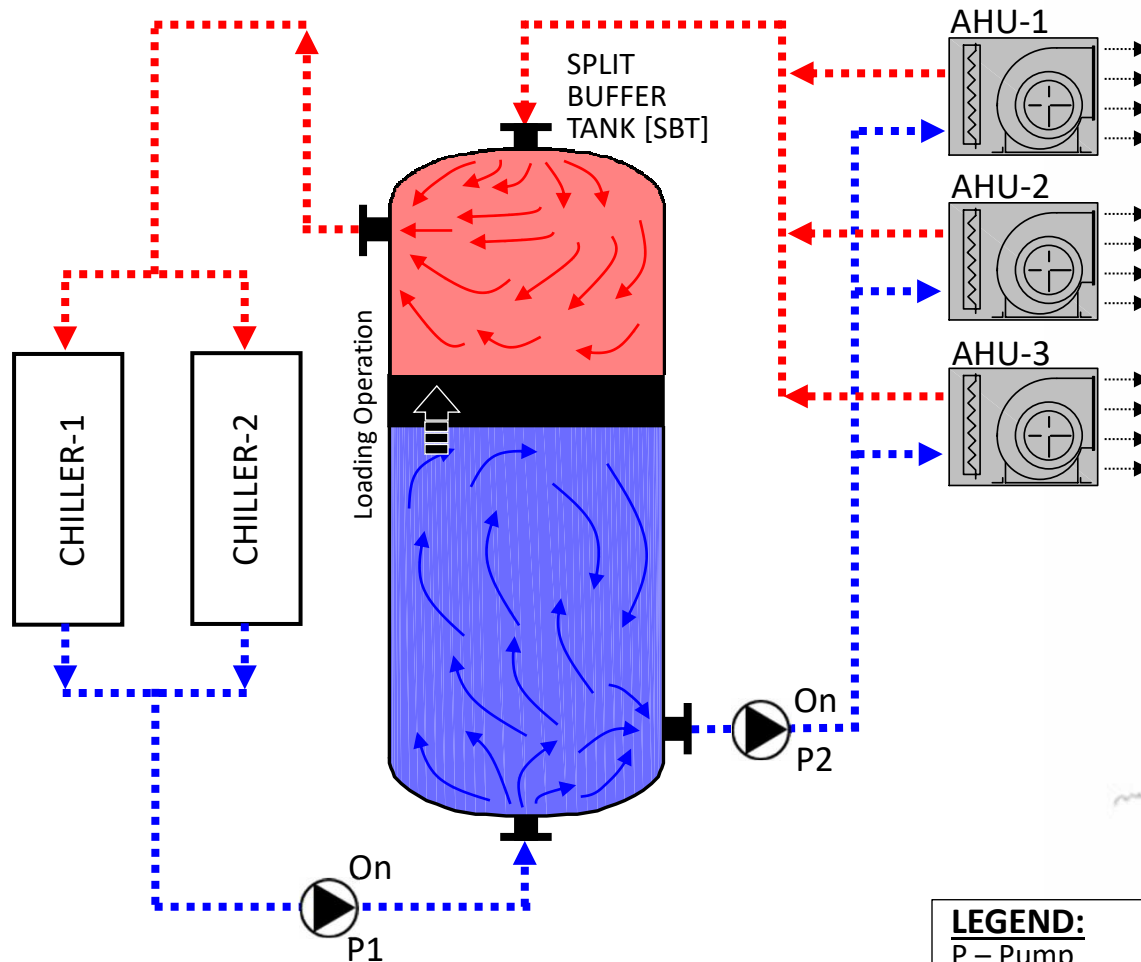 AHU-1
SPLIT
BUFFER
TANK [SBT]
AHU-2
AHU-3
Loading Operation
CHILLER-1
CHILLER-2
On
P2
On
P1
LEGEND:
P – Pump